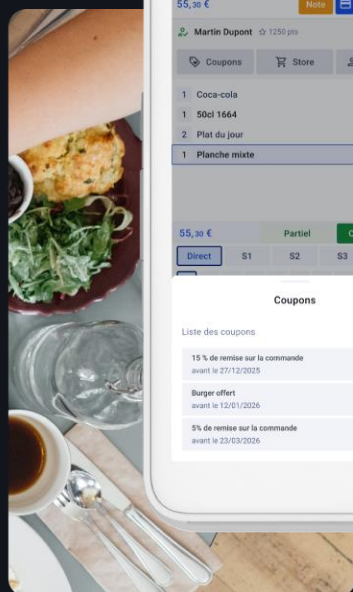 55,30 €
Note
Martin Dupont ☆ 1250 pts
Coupons
Store
1 Coca-cola
1 50cl 1664
2 Plat du jour
1 Planche mixte
55,30 €
Partiel
Direct
S1
S2
S3
Coupons
Liste des coupons
15 % de remise sur la commande
avant le 27/12/2025
Burger offert
avant le 12/01/2026
5% de remise sur la commande
avant le 23/03/2026